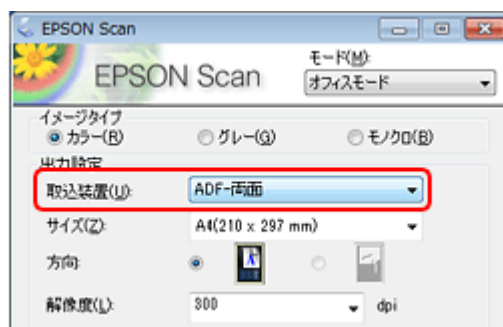 EPSON Scan
EPSON Scan
モード(M):
オフィスモード
イメージタイプ
カラー(R) グレー(G) モノクロ(B)
出力設定
取込装置(U): ADF-両面
サイズ(Z): A4(210 x 297 mm)
方向:
解像度(L): 300 dpi